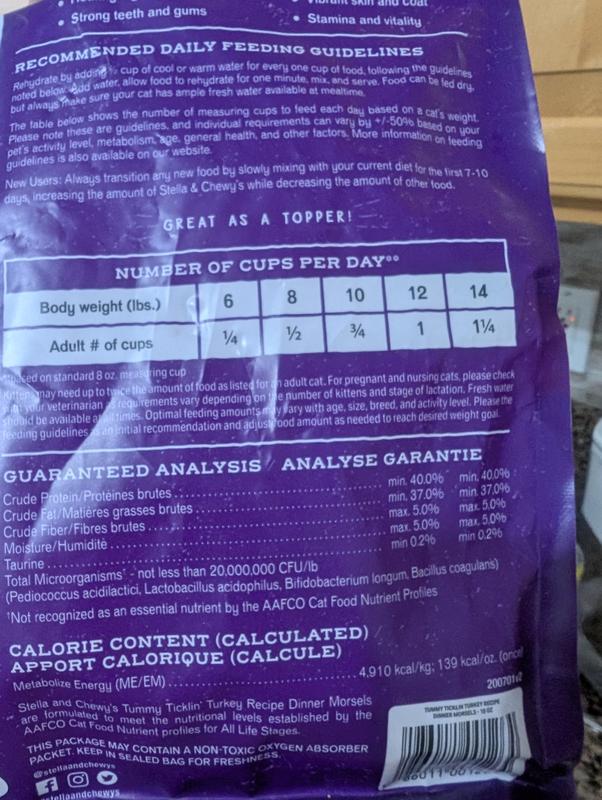 • Strong teeth and gums
• Stamina and vitality
RECOMMENDED DAILY FEEDING GUIDELINES
Rehydrate by adding cup of cool or warm water for every one cup of food, following the guidelines
noted below. Add water, allow food to rehydrate for one minute, mix, and serve. Food can be fed dry,
but always make sure your cat has ample fresh water available at mealtime.
The table below shows the number of measuring cups to feed each day based on a cat's weight.
Please note these are guidelines, and individual requirements can vary by +/-50% based on your
pet's activity level, metabolism, age, general health, and other factors. More information on feeding
guidelines is also available on our website.
New Users: Always transition any new food by slowly mixing with your current diet for the first 7-10
days, increasing the amount of Stella & Chewy's while decreasing the amount of other food.
GREAT AS A TOPPER!
NUMBER OF CUPS PER DAY**
Body weight (lbs.) 6 8 10 12 14
Adult # of cups ¼ ½ ¾ 1 1¼
based on standard 8 oz. measuring cup
Kittens may need up to twice the amount of food as listed for an adult cat. For pregnant and nursing cats, please check
with your veterinarian as requirements vary depending on the number of kittens and stage of lactation. Fresh water
should be available at all times. Optimal feeding amounts may vary with age, size, breed, and activity level. Please the
feeding guidelines as an initial recommendation and adjust food amount as needed to reach desired weight goal.
GUARANTEED ANALYSIS / ANALYSE GARANTIE
Crude Protein/Protéines brutes min. 40.0% min. 40.0%
Crude Fat/Matières grasses brutes min. 37.0% min 37.0%
Crude Fiber/Fibres brutes max. 5.0% max. 5.0%
Moisture/Humidité max. 5.0% max. 5.0%
Taurine min 0.2% min 0.2%
Total Microorganisms† - not less than 20,000,000 CFU/lb
(Pediococcus acidilactici, Lactobacillus acidophilus, Bifidobacterium longum, Bacillus coagulans)
†Not recognized as an essential nutrient by the AAFCO Cat Food Nutrient Profiles
CALORIE CONTENT (CALCULATED) /
APPORT CALORIQUE (CALCULE)
Metabolize Energy (ME/EM) 4,910 kcal/kg; 139 kcal/oz. (once)
Stella and Chewy's Tummy Ticklin' Turkey Recipe Dinner Morsels
are formulated to meet the nutritional levels established by the
AAFCO Cat Food Nutrient profiles for All Life Stages.
THIS PACKAGE MAY CONTAIN A NON-TOXIC OXYGEN ABSORBER
PACKET. KEEP IN SEALED BAG FOR FRESHNESS.
@stellaandchewys
stellaandchewys
TUMMY TICKLIN TURKEY RECIPE
DINNER MORSELS - 18 OZ